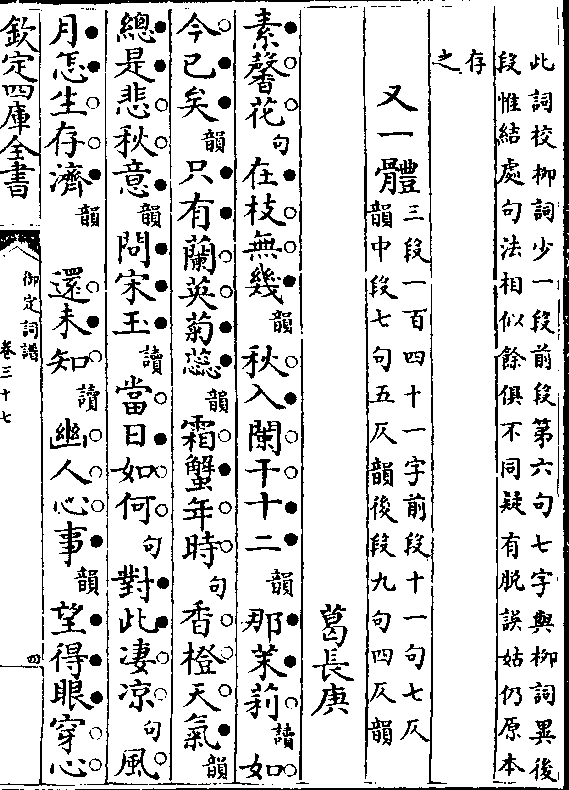 此詞校柳詞少一段前段第六句七字與柳詞異後
段惟結處句法相似餘俱不同疑有脫誤姑仍原本
存之
又一體 三段一百四十一字前段十一句七仄
韻中段七句五仄韻後段九句四仄韻
葛長庚
素馨花句在枝無幾韻秋入闌干十二韻那茉莉讀如
今已矣韻只有蘭英菊蕊韻霜蟹年時句香橙天氣韻
總是悲秋意韻問宋玉讀當日如何句對此凄凉句風
月怎生存濟韻 還未知讀幽人心事韻望得眼穿心
欽定四庫全書
御定詞譜
卷三十七
四